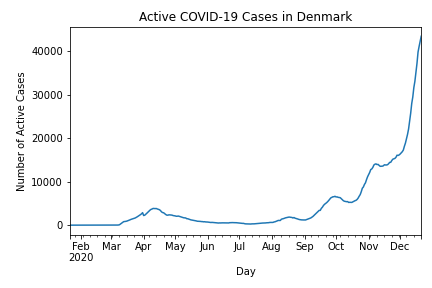 Active COVID-19 Cases in Denmark
Number of Active Cases
40000
30000
20000
10000
0
Feb Mar Apr May Jun Jul Aug Sep Oct Nov Dec
2020
Day